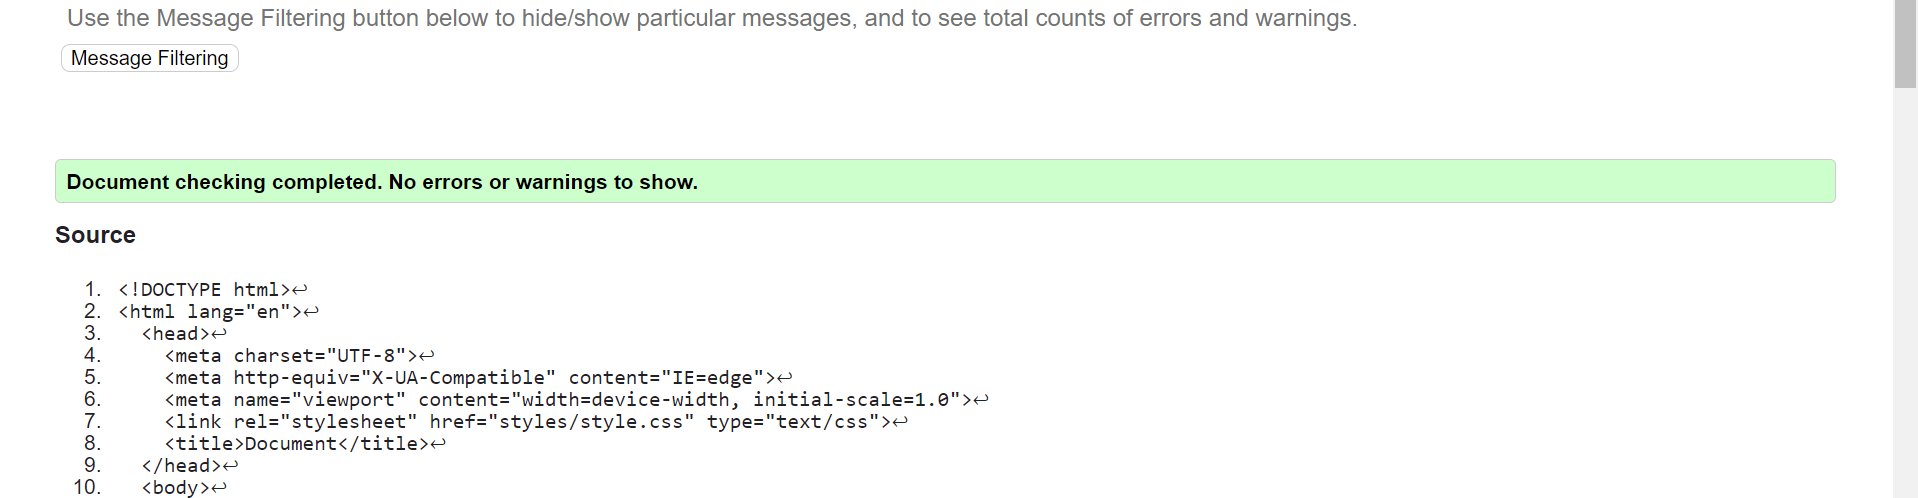 Use the Message Filtering button below to hide/show particular messages, and to see total counts of errors and warnings.
Message Filtering
Document checking completed. No errors or warnings to show.
Source
1. <!DOCTYPE html>↩
2. <html lang="en">↩
3.   <head>↩
4.     <meta charset="UTF-8">↩
5.     <meta http-equiv="X-UA-Compatible" content="IE=edge">↩
6.     <meta name="viewport" content="width=device-width, initial-scale=1.0">↩
7.     <link rel="stylesheet" href="styles/style.css" type="text/css">↩
8.     <title>Document</title>↩
9.   </head>↩
10.   <body>↩